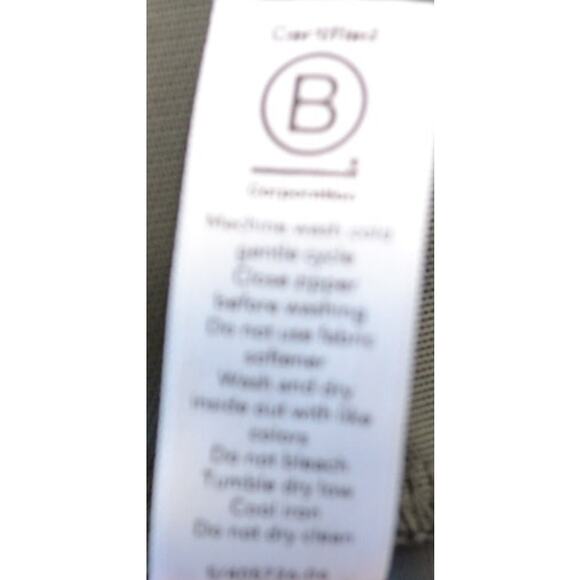 Certified
B
Corporation
Machine wash cold
gentle cycle
Close zipper
before washing
Do not use fabric
softener
Wash and dry
inside out with like
colors
Do not bleach
Tumble dry low
Cool iron
Do not dry clean